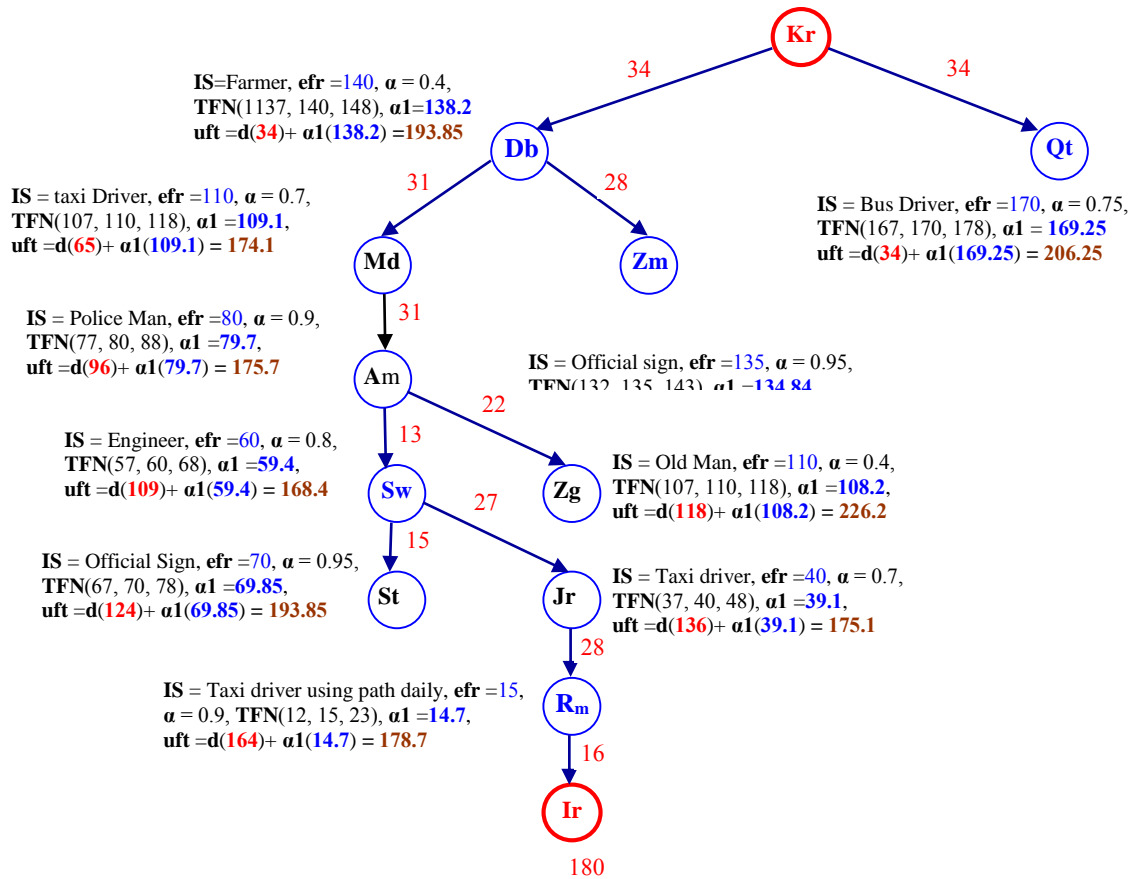 Kr
34
34
IS=Farmer, efr =140, α = 0.4,
TFN(1137, 140, 148), α1=138.2
uft =d(34)+ α1(138.2) =193.85
Db
Qt
31
28
IS = taxi Driver, efr =110, α = 0.7,
TFN(107, 110, 118), α1 =109.1,
uft =d(65)+ α1(109.1) = 174.1
IS = Bus Driver, efr =170, α = 0.75,
TFN(167, 170, 178), α1 = 169.25
uft =d(34)+ α1(169.25) = 206.25
Md
Zm
31
IS = Police Man, efr =80, α = 0.9,
TFN(77, 80, 88), α1 =79.7,
uft =d(96)+ α1(79.7) = 175.7
IS = Official sign, efr =135, α = 0.95,
TFN(132, 135, 143), α1 =134.84
Am
22
13
IS = Engineer, efr =60, α = 0.8,
TFN(57, 60, 68), α1 =59.4,
uft =d(109)+ α1(59.4) = 168.4
Sw
Zg
IS = Old Man, efr =110, α = 0.4,
TFN(107, 110, 118), α1 =108.2,
uft =d(118)+ α1(108.2) = 226.2
27
15
IS = Official Sign, efr =70, α = 0.95,
TFN(67, 70, 78), α1 =69.85,
uft =d(124)+ α1(69.85) = 193.85
St
Jr
IS = Taxi driver, efr =40, α = 0.7,
TFN(37, 40, 48), α1 =39.1,
uft =d(136)+ α1(39.1) = 175.1
28
IS = Taxi driver using path daily, efr =15,
α = 0.9, TFN(12, 15, 23), α1 =14.7,
uft =d(164)+ α1(14.7) = 178.7
Rm
16
Ir
180